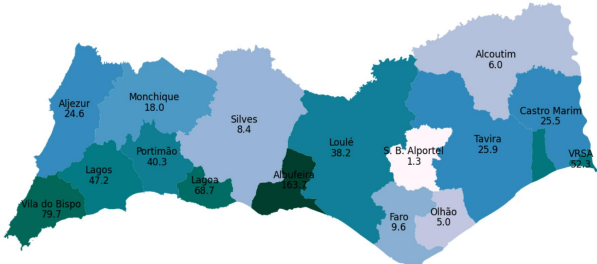 Alcoutim
6.0
Aljezur
24.6
Monchique
18.0
Castro Marim
25.5
Silves
8.4
Loulé
38.2
S. B. Alportel
1.3
Tavira
25.9
Portimão
40.3
VRSA
52.3
Lagos
47.2
Lagoa
68.7
Albufeira
Vila do Bispo
79.7
Faro
9.6
Olhão
5.0